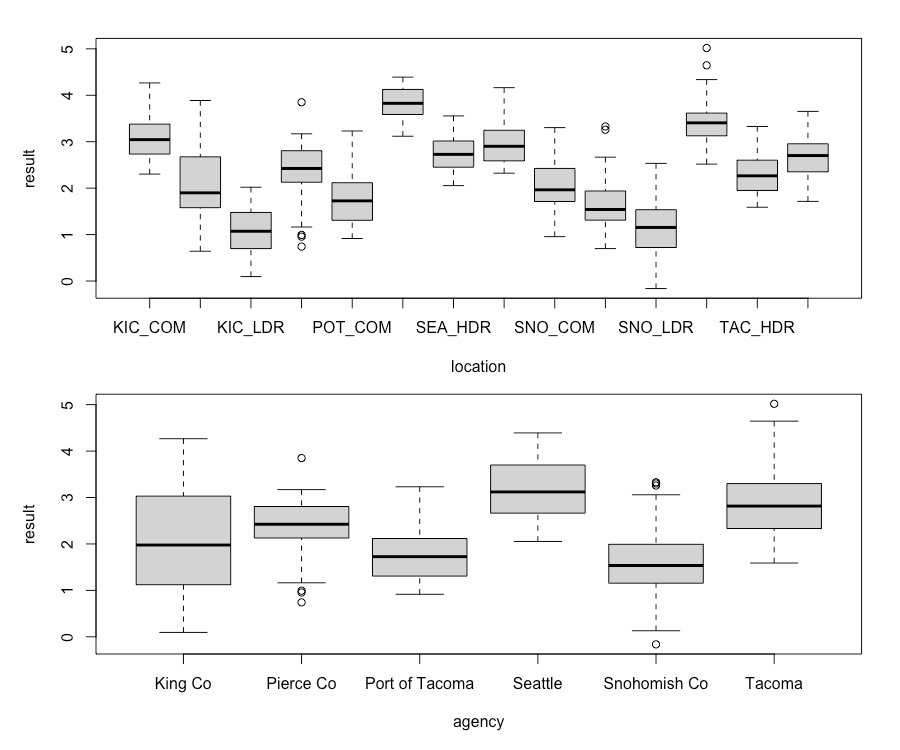 5
4
3
2
1
0
result
KIC_COM KIC_LDR POT_COM SEA_HDR SNO_COM SNO_LDR TAC_HDR
location
5
4
3
2
1
0
result
King Co Pierce Co Port of Tacoma Seattle Snohomish Co Tacoma
agency